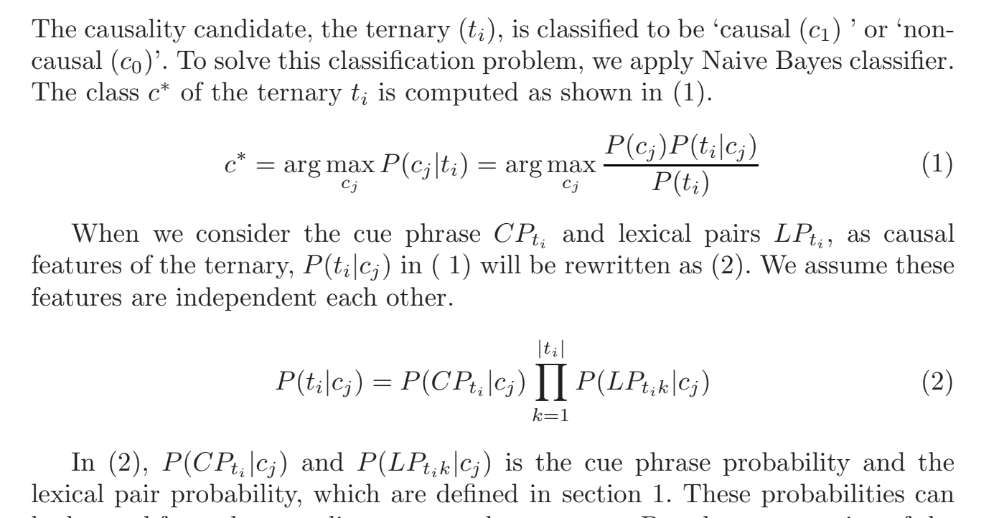 The causality candidate, the ternary (t_i), is classified to be ‘causal (c_1) ’ or ‘non-
causal (c_0)’. To solve this classification problem, we apply Naive Bayes classifier.
The class c* of the ternary t_i is computed as shown in (1).
c* = arg max_{c_j} P(c_j|t_i) = arg max_{c_j} \frac{P(c_j)P(t_i|c_j)}{P(t_i)} (1)
When we consider the cue phrase CP_{t_i} and lexical pairs LP_{t_i}, as causal
features of the ternary, P(t_i|c_j) in ( 1) will be rewritten as (2). We assume these
features are independent each other.
P(t_i|c_j) = P(CP_{t_i}|c_j) \prod_{k=1}^{|t_i|} P(LP_{t_i k}|c_j) (2)
In (2), P(CP_{t_i}|c_j) and P(LP_{t_i k}|c_j) is the cue phrase probability and the
lexical pair probability, which are defined in section 1. These probabilities can